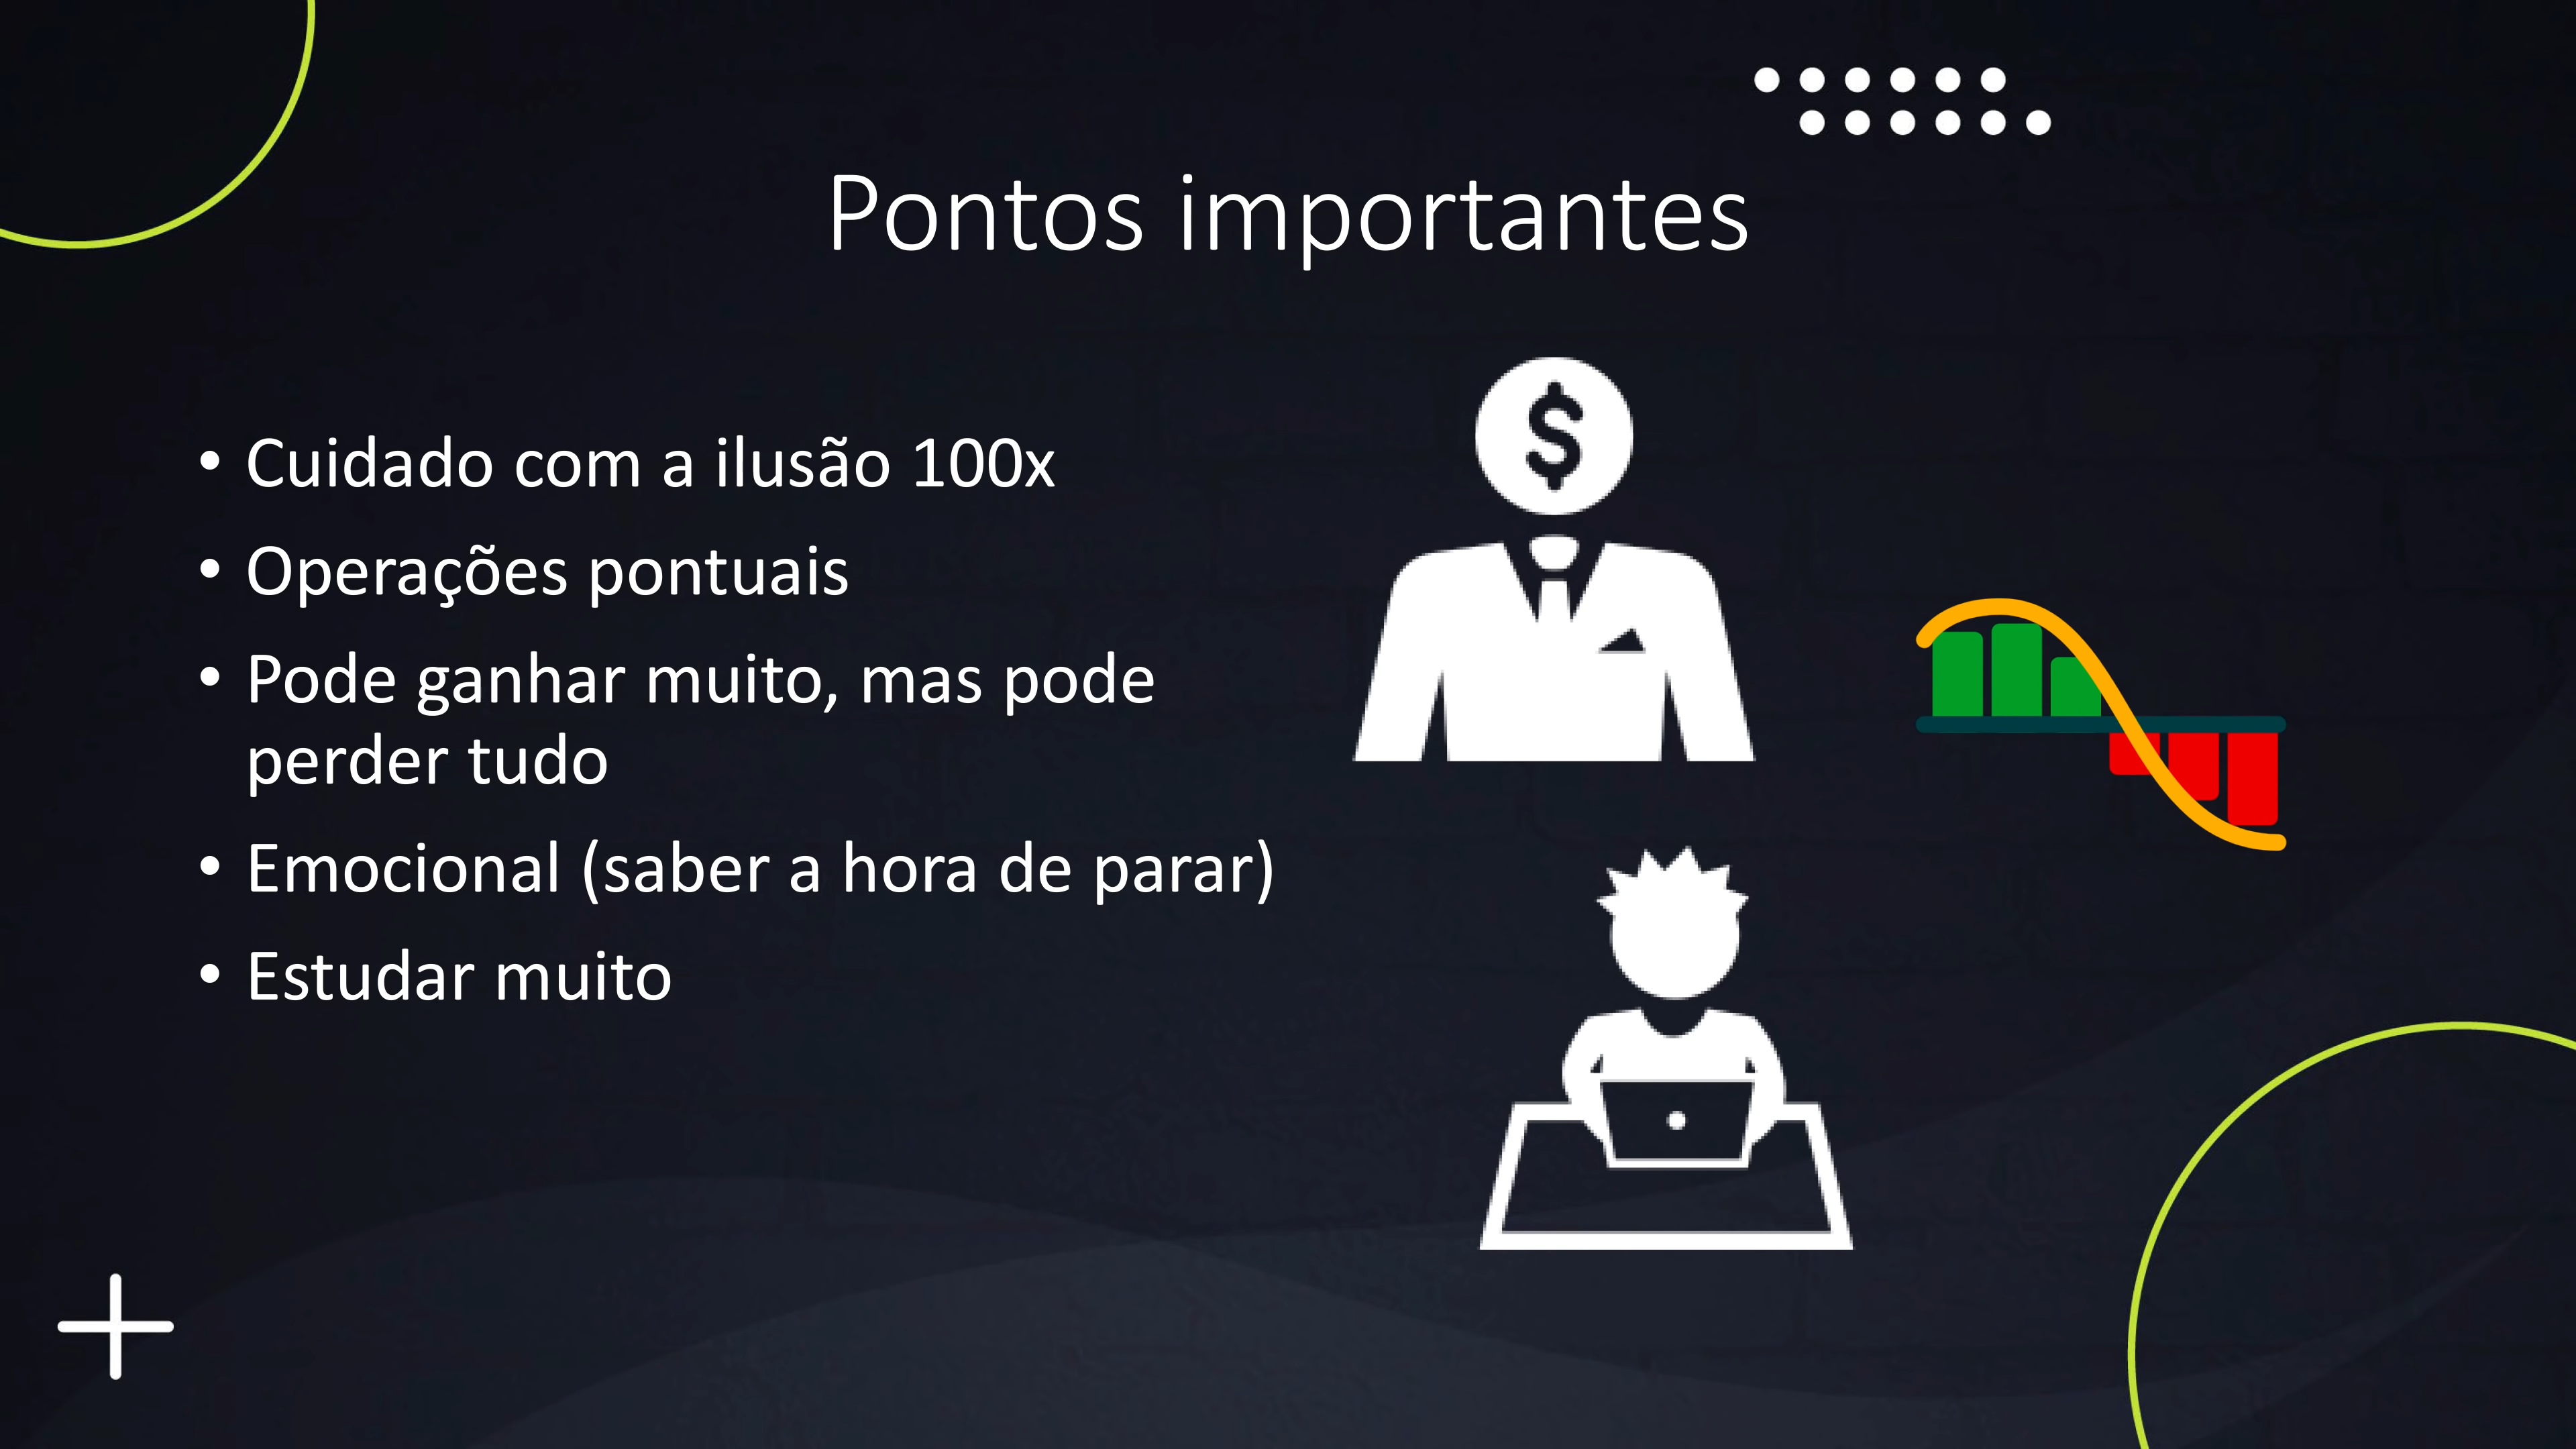 Pontos importantes
• Cuidado com a ilusão 100x
• Operações pontuais
• Pode ganhar muito, mas pode
perder tudo
• Emocional (saber a hora de parar)
• Estudar muito
$